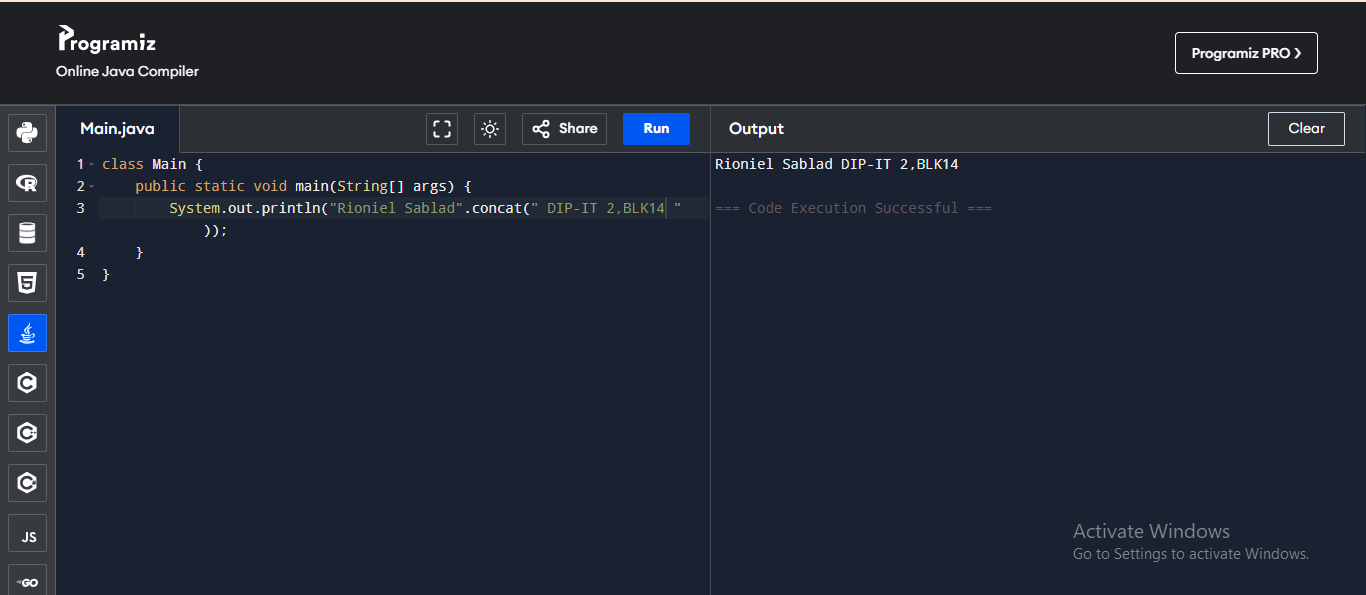 Programiz
Online Java Compiler
Programiz PRO ❯
Main.java
Share
Run
Output
Clear
1 class Main {
2     public static void main(String[] args) {
3         System.out.println("Rioniel Sablad".concat(" DIP-IT 2,BLK14 "
            ));
4     }
5 }
Rioniel Sablad DIP-IT 2,BLK14
=== Code Execution Successful ===
R
5
C
C
C
JS
GO
Activate Windows
Go to Settings to activate Windows.